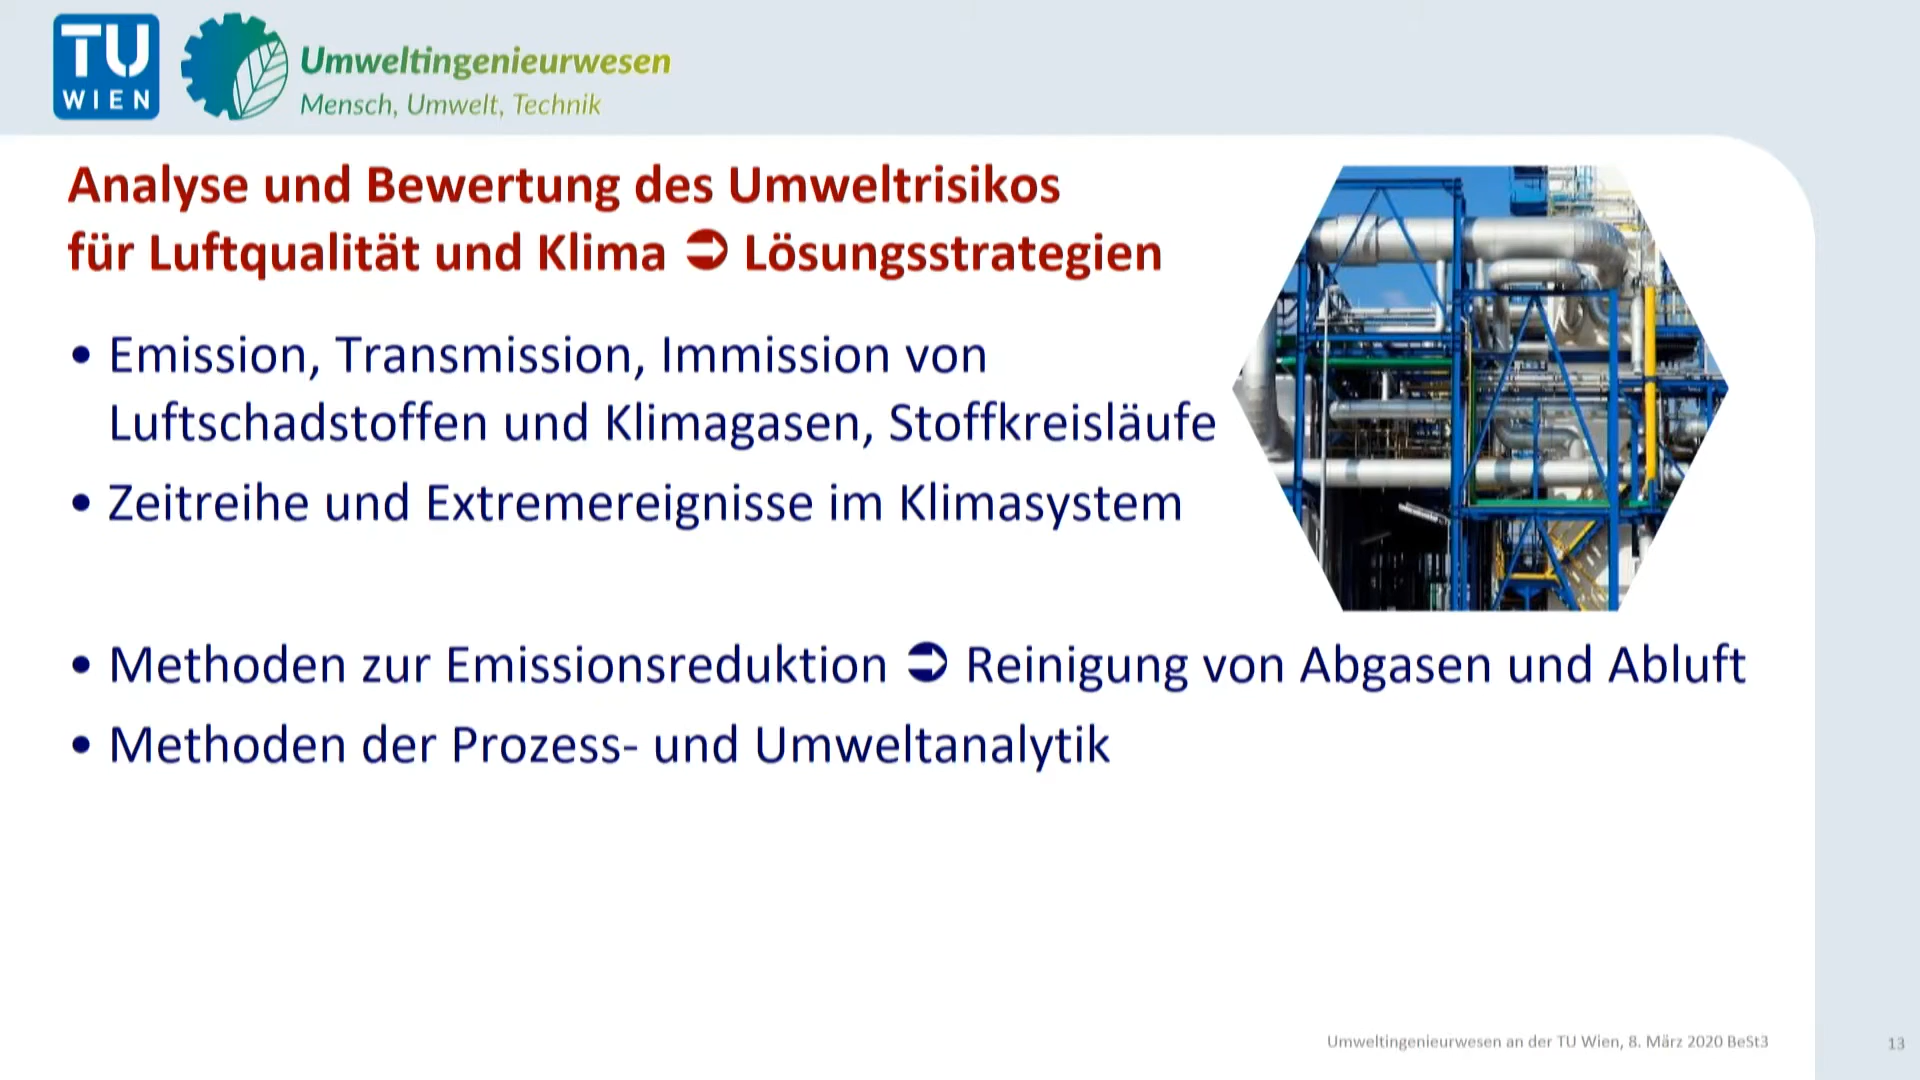 TU
WIEN
Umweltingenieurwesen
Mensch, Umwelt, Technik
Analyse und Bewertung des Umweltrisikos
für Luftqualität und Klima ➲ Lösungsstrategien
• Emission, Transmission, Immission von
Luftschadstoffen und Klimagasen, Stoffkreisläufe
• Zeitreihe und Extremereignisse im Klimasystem
• Methoden zur Emissionsreduktion ➲ Reinigung von Abgasen und Abluft
• Methoden der Prozess- und Umweltanalytik
Umweltingenieurwesen an der TU Wien, 8. März 2020 BeSt3
13